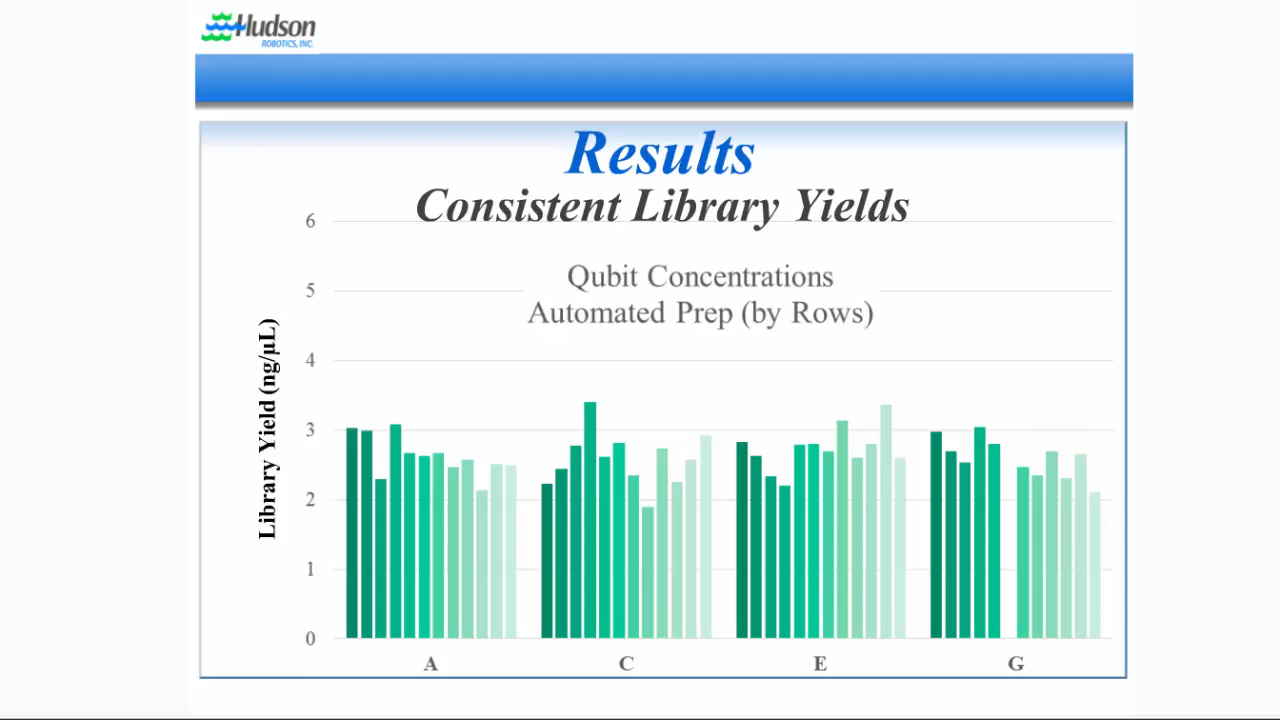 Hudson
ROBOTICS, INC.
Results
Consistent Library Yields
Qubit Concentrations
Automated Prep (by Rows)
Library Yield (ng/µL)
6
5
4
3
2
1
0
A C E G